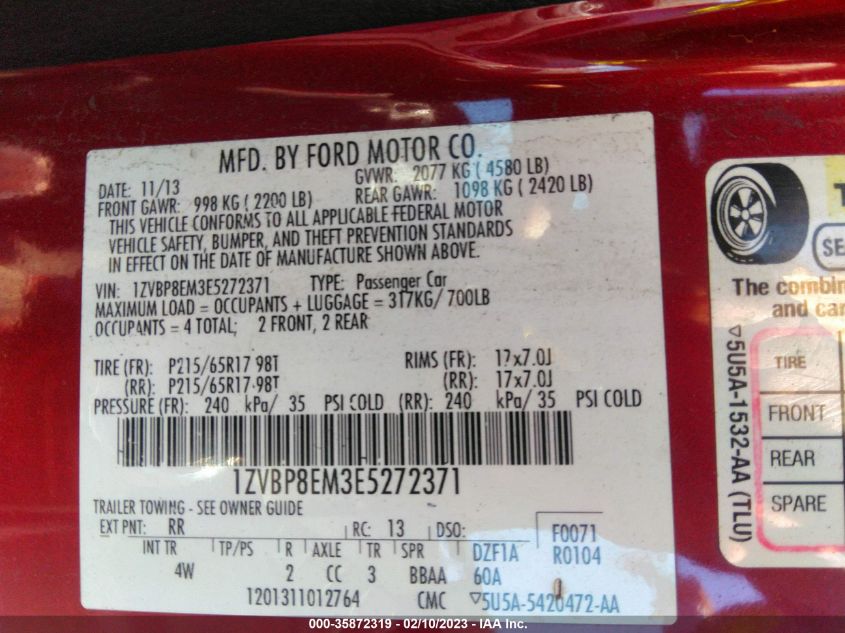 MFD. BY FORD MOTOR CO.
DATE: 11/13 GVWR: 2077 KG ( 4580 LB)
FRONT GAWR: 998 KG ( 2200 LB) REAR GAWR: 1098 KG ( 2420 LB)
THIS VEHICLE CONFORMS TO ALL APPLICABLE FEDERAL MOTOR
VEHICLE SAFETY, BUMPER, AND THEFT PREVENTION STANDARDS
IN EFFECT ON THE DATE OF MANUFACTURE SHOWN ABOVE.
VIN: 1ZVBP8EM3E5272371 TYPE: Passenger Car
MAXIMUM LOAD = OCCUPANTS + LUGGAGE = 317KG/ 700LB
OCCUPANTS = 4 TOTAL; 2 FRONT, 2 REAR
TIRE (FR): P215/65R17 98T RIMS (FR): 17x7.0J
(RR): P215/65R17 98T (RR): 17x7.0J
PRESSURE (FR): 240 kPa/ 35 PSI COLD (RR): 240 kPa/ 35 PSI COLD
1ZVBP8EM3E5272371
TRAILER TOWING - SEE OWNER GUIDE
EXT PNT: RR RC: 13 DSO: F0071
INT TR TP/PS R AXLE TR SPR DZF1A R0104
4W 2 CC 3 BBAA 60A
1201311012764 CMC ▽5U5A-5420472-AA
T
SE
The combin
and car
▽5U5A-1532-AA (TLU)
TIRE
FRONT
REAR
SPARE
000-35872319 - 02/10/2023 - IAA Inc.